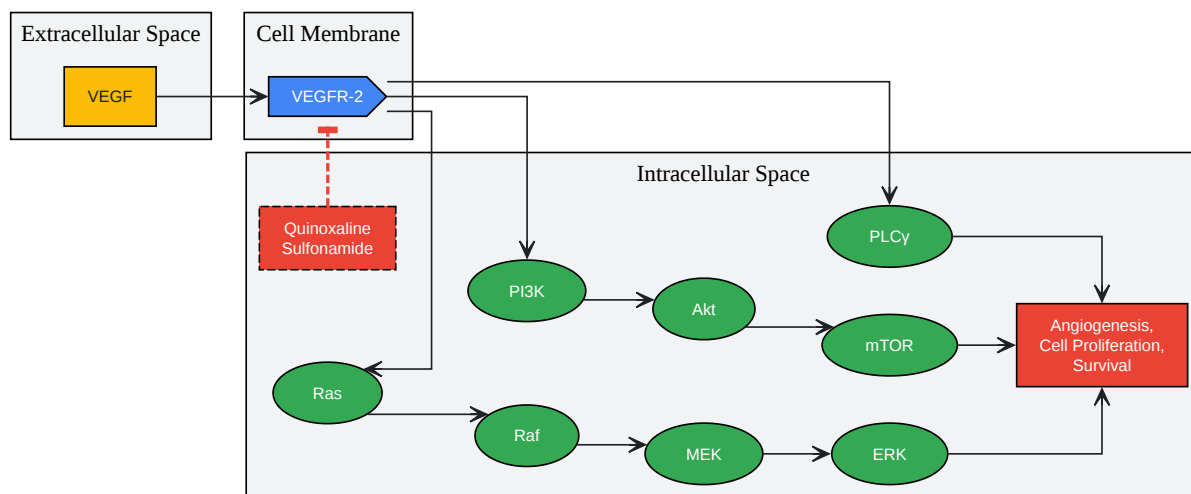 Extracellular Space
Cell Membrane
VEGF
VEGFR-2
Intracellular Space
Quinoxaline
Sulfonamide
PLCγ
PI3K
Akt
mTOR
Angiogenesis,
Cell Proliferation,
Survival
Ras
Raf
MEK
ERK